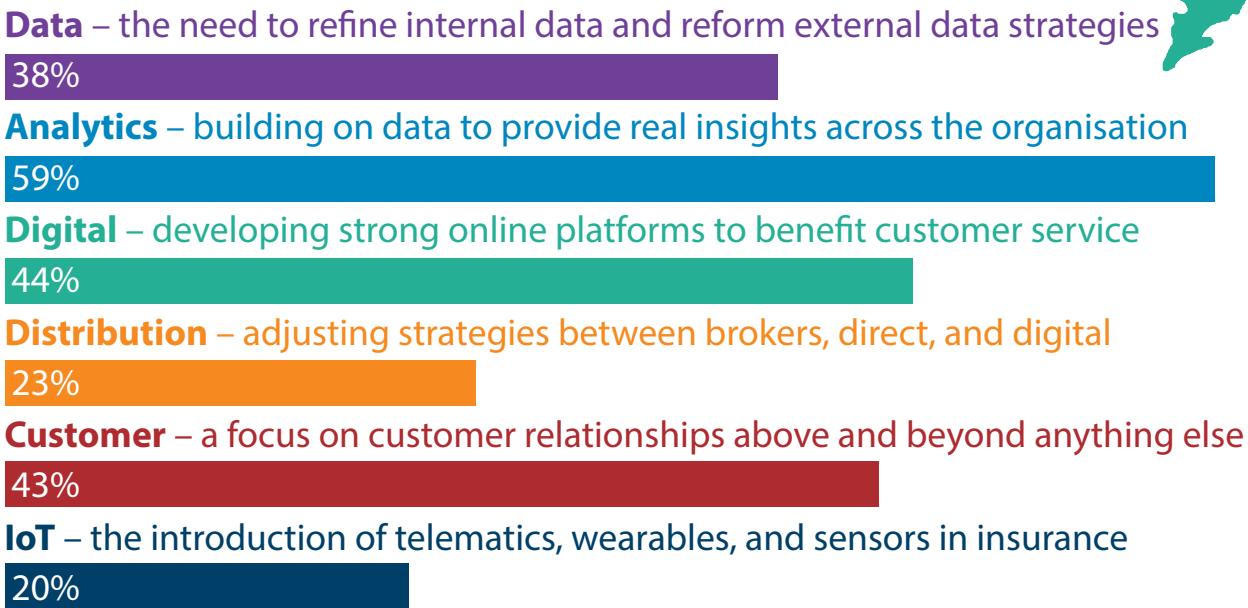 Data – the need to refine internal data and reform external data strategies
38%
Analytics – building on data to provide real insights across the organisation
59%
Digital – developing strong online platforms to benefit customer service
44%
Distribution – adjusting strategies between brokers, direct, and digital
23%
Customer – a focus on customer relationships above and beyond anything else
43%
IoT – the introduction of telematics, wearables, and sensors in insurance
20%